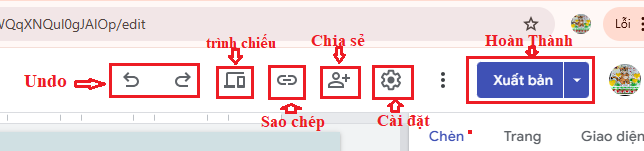 WQqXNQul0gJAIOp/edit
Lỗi
trình chiếu
Chia sẻ
Hoàn Thành
Undo
Xuất bản
Sao chép
Cài đặt
Chèn
Trang
Giao diện